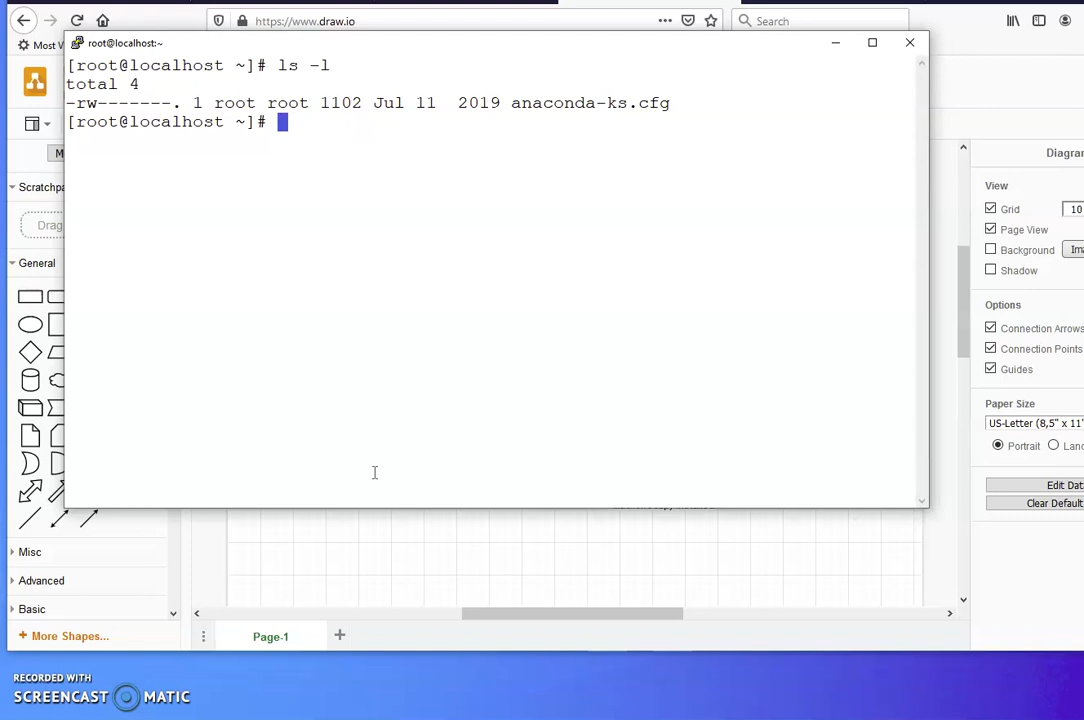 https://www.draw.io
Search
Most V
root@localhost:~
[root@localhost ~]# ls -l
total 4
-rw-------. 1 root root 1102 Jul 11  2019 anaconda-ks.cfg
[root@localhost ~]#
M
Scratchpa
Drag
General
Misc
Advanced
Basic
+ More Shapes...
Page-1
Diagram
View
Grid
10
Page View
Background
Ima
Shadow
Options
Connection Arrows
Connection Points
Guides
Paper Size
US-Letter (8,5" x 11"
Portrait
Land
Edit Dat
Clear Default
RECORDED WITH
SCREENCAST MATIC